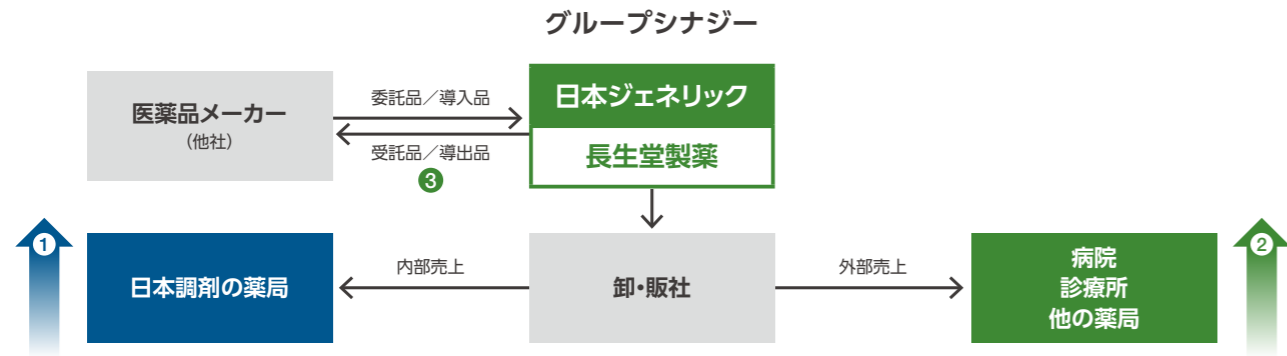 グループシナジー
医薬品メーカー
（他社）
委託品／導入品
受託品／導出品
3
日本ジェネリック
長生堂製薬
1
日本調剤の薬局
内部売上
卸・販社
外部売上
病院
診療所
他の薬局
2